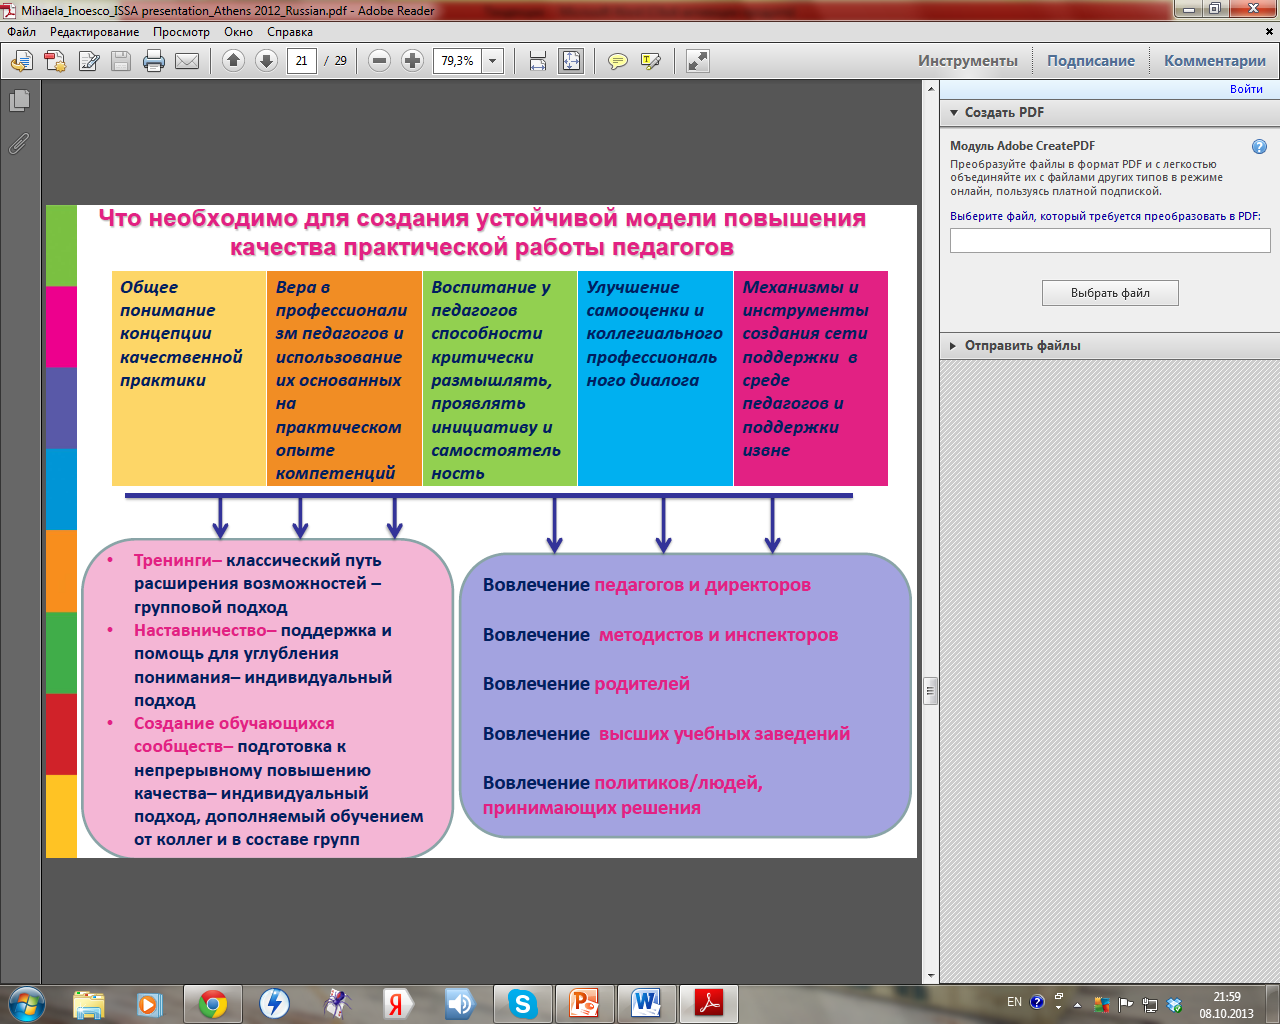 Mihaela_Inoesco_ISSA presentation_Athens 2012_Russian.pdf - Adobe Reader
Файл Редактирование Просмотр Окно Справка
21 / 29 79,3% Инструменты Подписание Комментарии
Войти
Создать PDF
Модуль Adobe CreatePDF
Преобразуйте файлы в формат PDF и с легкостью
объединяйте их с файлами других типов в режиме
онлайн, пользуясь платной подпиской.
Выберите файл, который требуется преобразовать в PDF:
Выбрать файл
Отправить файлы
Что необходимо для создания устойчивой модели повышения
качества практической работы педагогов
Общее
понимание
концепции
качественной
практики
Вера в
профессионали
зм педагогов и
использование
их основанных
на
практическом
опыте
компетенций
Воспитание у
педагогов
способности
критически
размышлять,
проявлять
инициативу и
самостоятель
ность
Улучшение
самооценки и
коллегиального
профессиональ
ного диалога
Механизмы и
инструменты
создания сети
поддержки в
среде
педагогов и
поддержки
извне
• Тренинги– классический путь
расширения возможностей –
групповой подход
• Наставничество– поддержка и
помощь для углубления
понимания– индивидуальный
подход
• Создание обучающихся
сообществ– подготовка к
непрерывному повышению
качества– индивидуальный
подход, дополняемый обучением
от коллег и в составе групп
Вовлечение педагогов и директоров
Вовлечение методистов и инспекторов
Вовлечение родителей
Вовлечение высших учебных заведений
Вовлечение политиков/людей,
принимающих решения
EN
21:59
08.10.2013